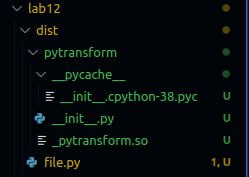 lab12
dist
pytransform
__pycache__
__init__.cpython-38.pyc U
__init__.py U
_pytransform.so U
file.py 1, U